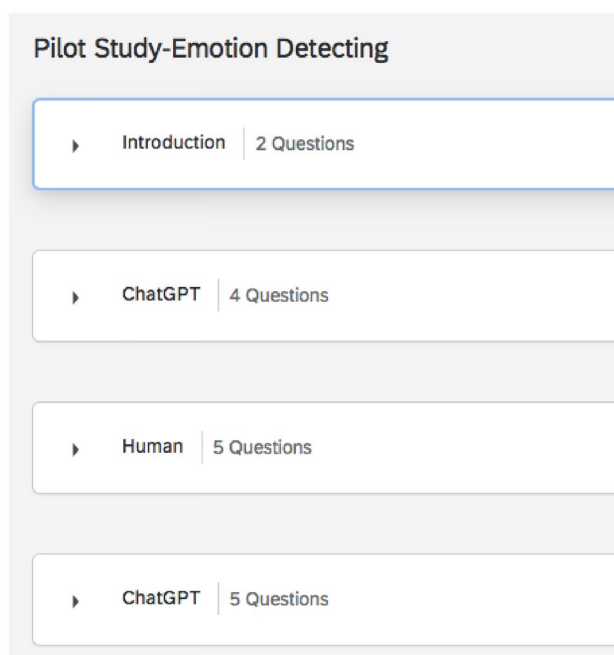 Pilot Study-Emotion Detecting
Introduction 2 Questions
ChatGPT 4 Questions
Human 5 Questions
ChatGPT 5 Questions